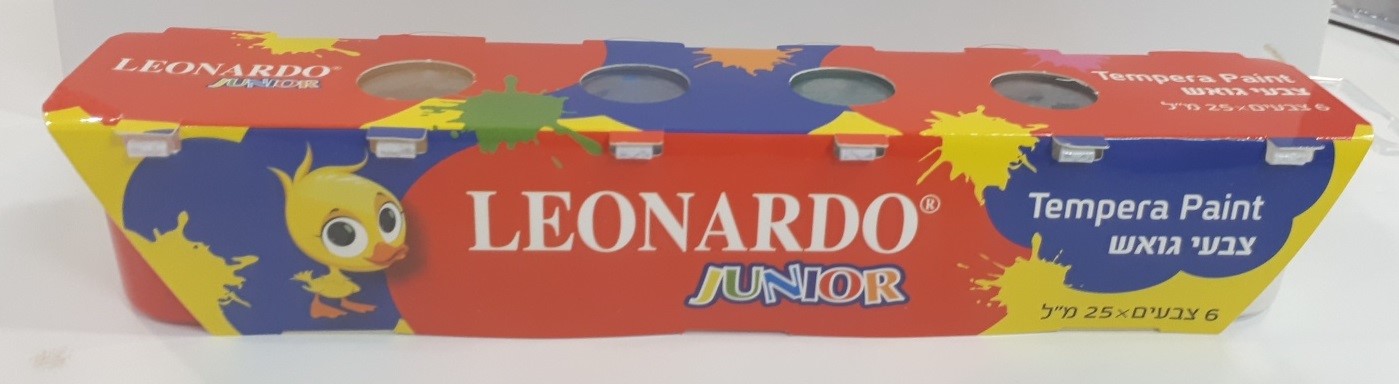 LEONARDO®
JUNIOR
Tempera Paint
צבעי גואש
6 צבעים×25 מ"ל
LEONARDO®
JUNIOR
Tempera Paint
צבעי גואש
6 צבעים×25 מ"ל